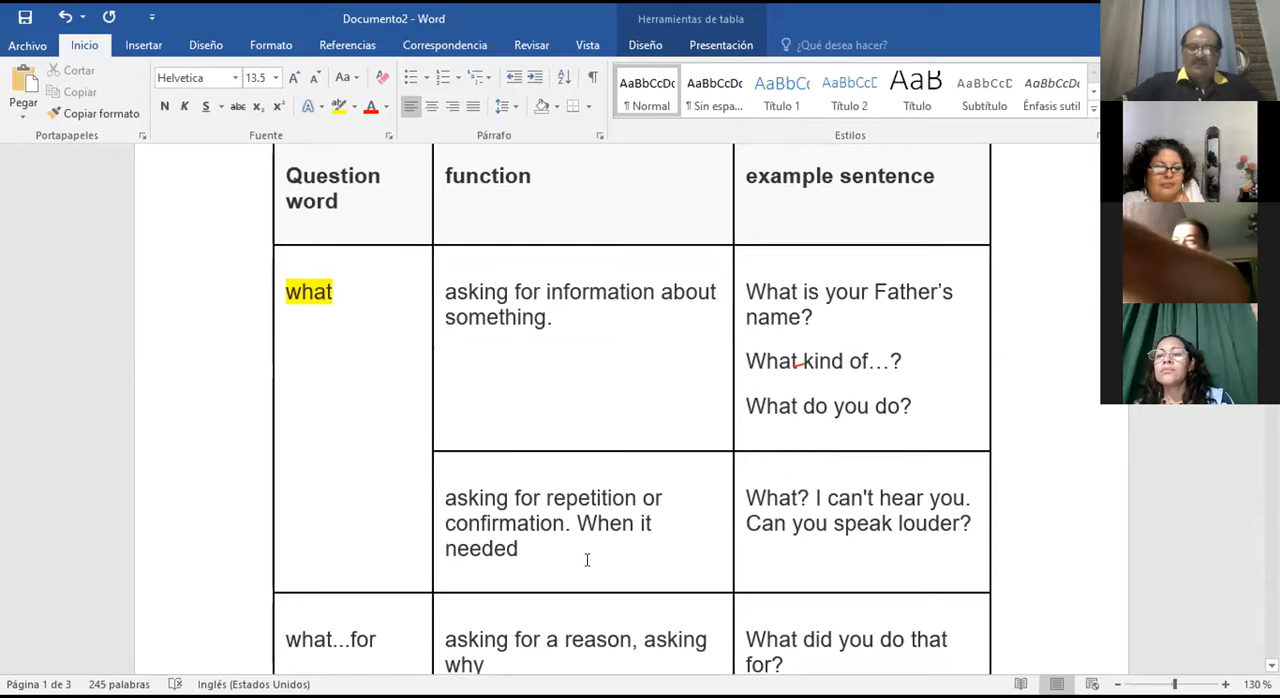 Documento2 - Word
Herramientas de tabla
Archivo Inicio Insertar Diseño Formato Referencias Correspondencia Revisar Vista Diseño Presentación ¿Qué desea hacer?
Pegar
Cortar
Copiar
Copiar formato
Portapapeles
Helvetica 13.5
N K S abc x₂ x²
Fuente
Párrafo
AaBbCcDc AaBbCcDc AaBbCc AaBbCcD AaB AaBbCcD AaBbCcDc
¶ Normal ¶ Sin espa... Título 1 Título 2 Título Subtítulo Énfasis sutil
Estilos
Question
word
function
example sentence
what
asking for information about
something.
What is your Father’s
name?
What kind of…?
What do you do?
asking for repetition or
confirmation. When it
needed
What? I can't hear you.
Can you speak louder?
what...for
asking for a reason, asking
why
What did you do that
for?
Página 1 de 3 245 palabras Inglés (Estados Unidos) 130 %